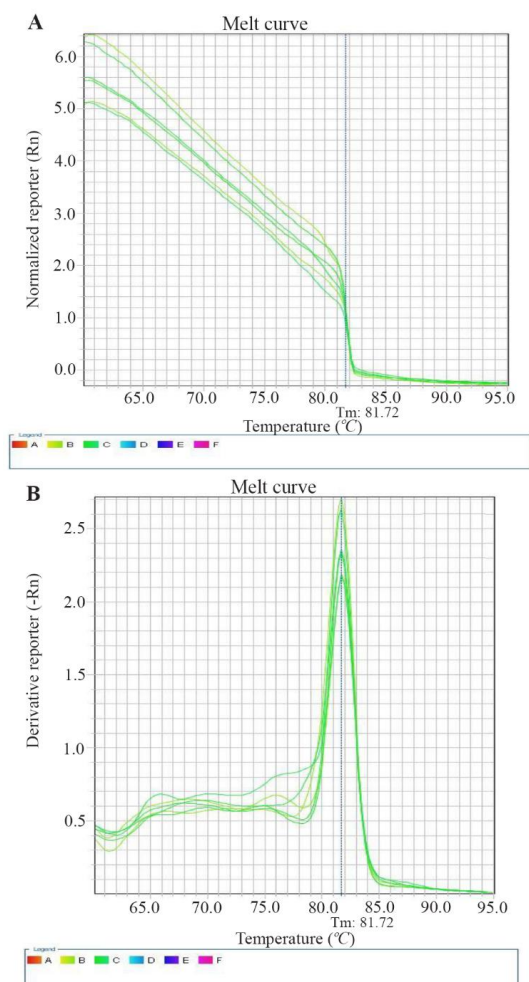 A
Melt curve
Normalized reporter (Rn)
6.0
5.0
4.0
3.0
2.0
1.0
0.0
65.0 70.0 75.0 80.0 85.0 90.0 95.0
Tm: 81.72
Temperature (℃)
Legend
A B C D E F
B
Melt curve
Derivative reporter (-Rn)
2.5
2.0
1.5
1.0
0.5
65.0 70.0 75.0 80.0 85.0 90.0 95.0
Tm: 81.72
Temperature (℃)
Legend
A B C D E F